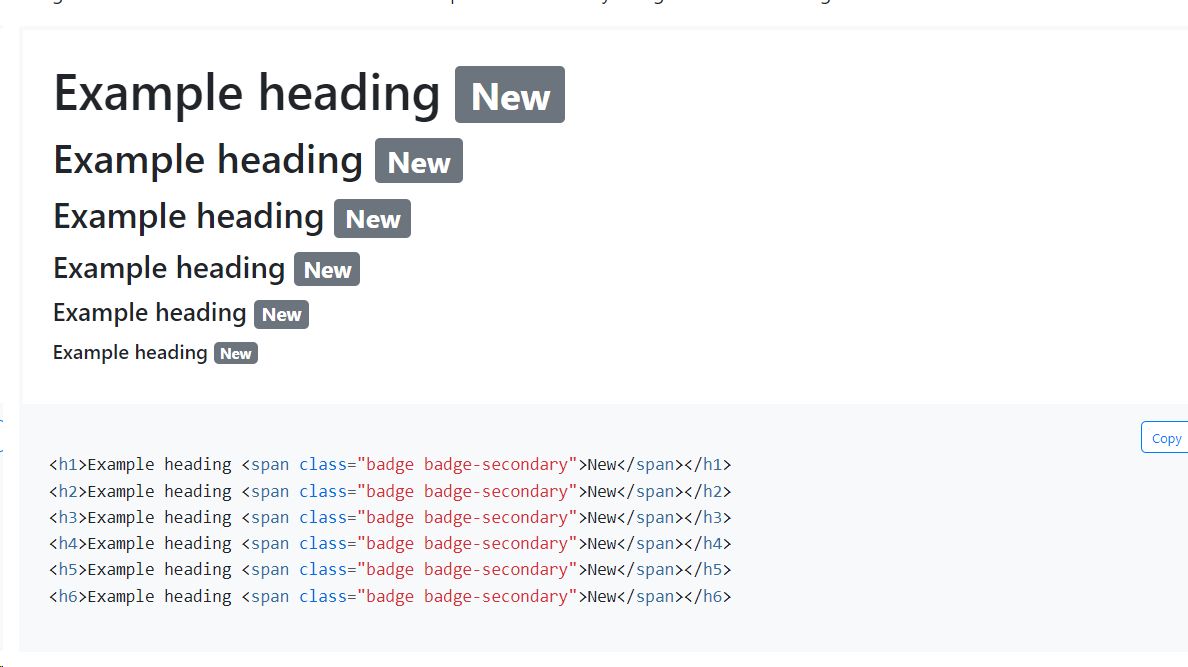 Example heading New
Example heading New
Example heading New
Example heading New
Example heading New
Example heading New
Copy
<h1>Example heading <span class="badge badge-secondary">New</span></h1>
<h2>Example heading <span class="badge badge-secondary">New</span></h2>
<h3>Example heading <span class="badge badge-secondary">New</span></h3>
<h4>Example heading <span class="badge badge-secondary">New</span></h4>
<h5>Example heading <span class="badge badge-secondary">New</span></h5>
<h6>Example heading <span class="badge badge-secondary">New</span></h6>